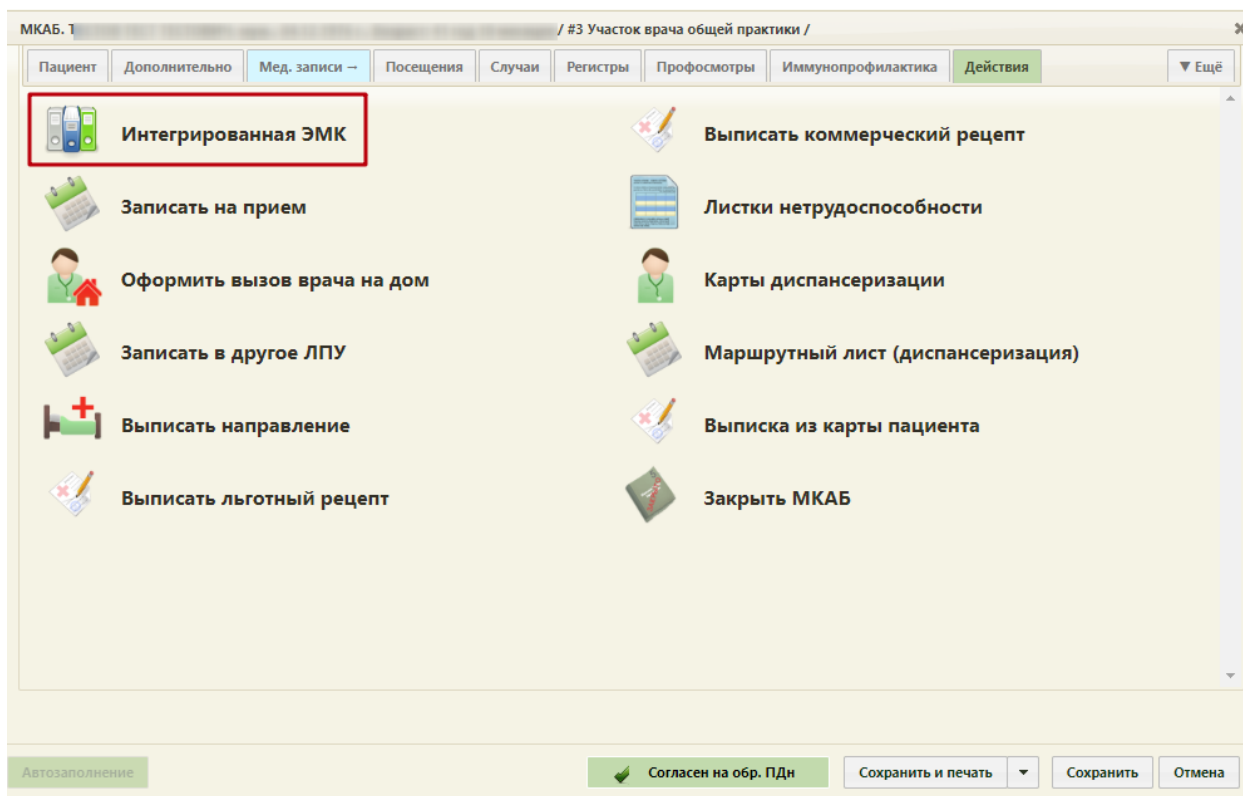 МКАБ. Т / #3 Участок врача общей практики /
Пациент Дополнительно Мед. записи → Посещения Случаи Регистры Профосмотры Иммунопрофилактика Действия ▼ Ещё
Интегрированная ЭМК
Выписать коммерческий рецепт
Записать на прием
Листки нетрудоспособности
Оформить вызов врача на дом
Карты диспансеризации
Записать в другое ЛПУ
Маршрутный лист (диспансеризация)
Выписать направление
Выписка из карты пациента
Выписать льготный рецепт
Закрыть МКАБ
Автозаполнение Согласен на обр. ПДн Сохранить и печать Сохранить Отмена